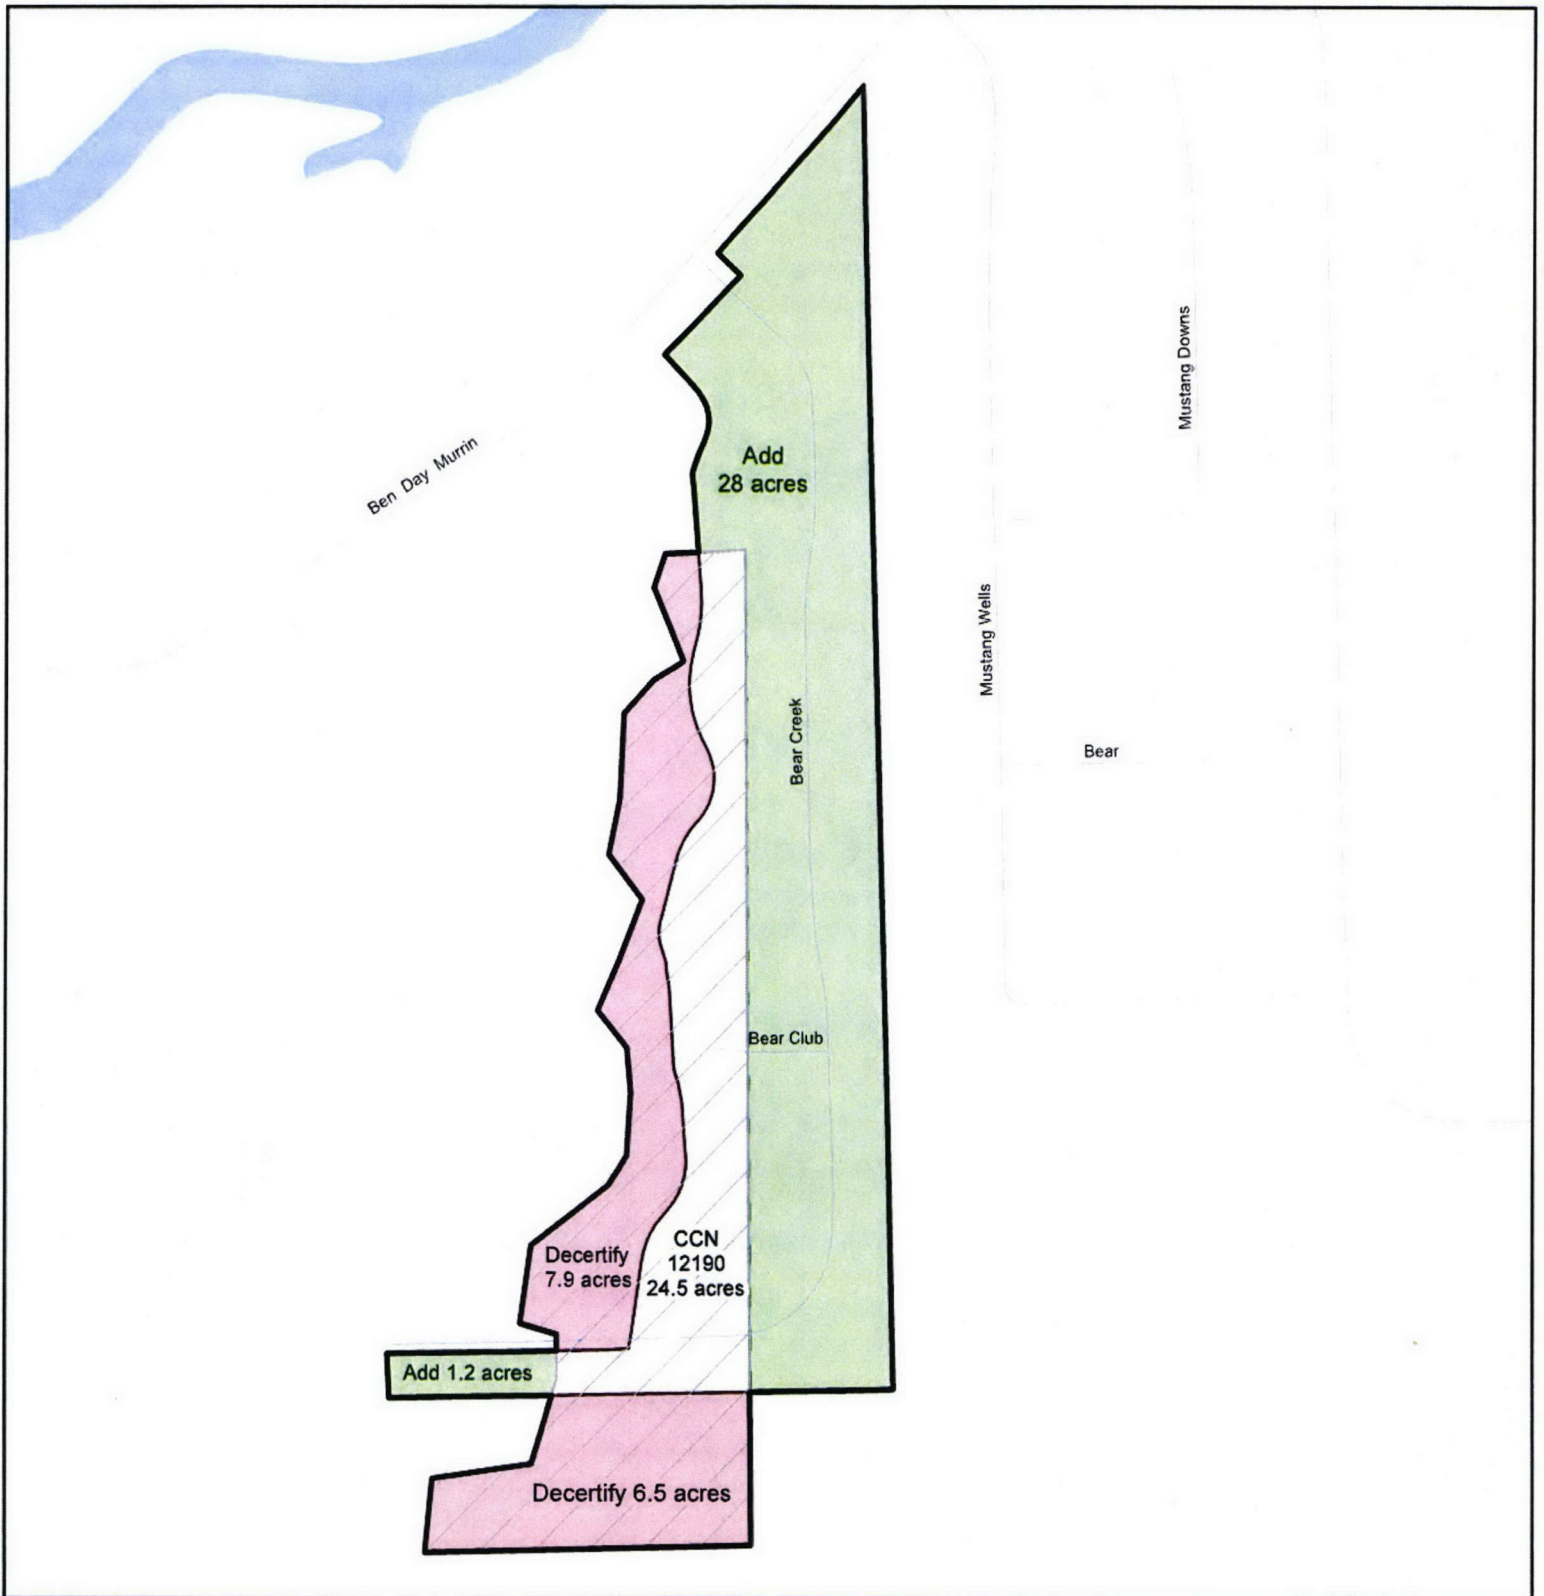 Mustang Downs
Ben Day Murrin
Add
28 acres
Mustang Wells
Bear Creek
Bear
Bear Club
CCN
12190
24.5 acres
Decertify
7.9 acres
Add 1.2 acres
Decertify 6.5 acres